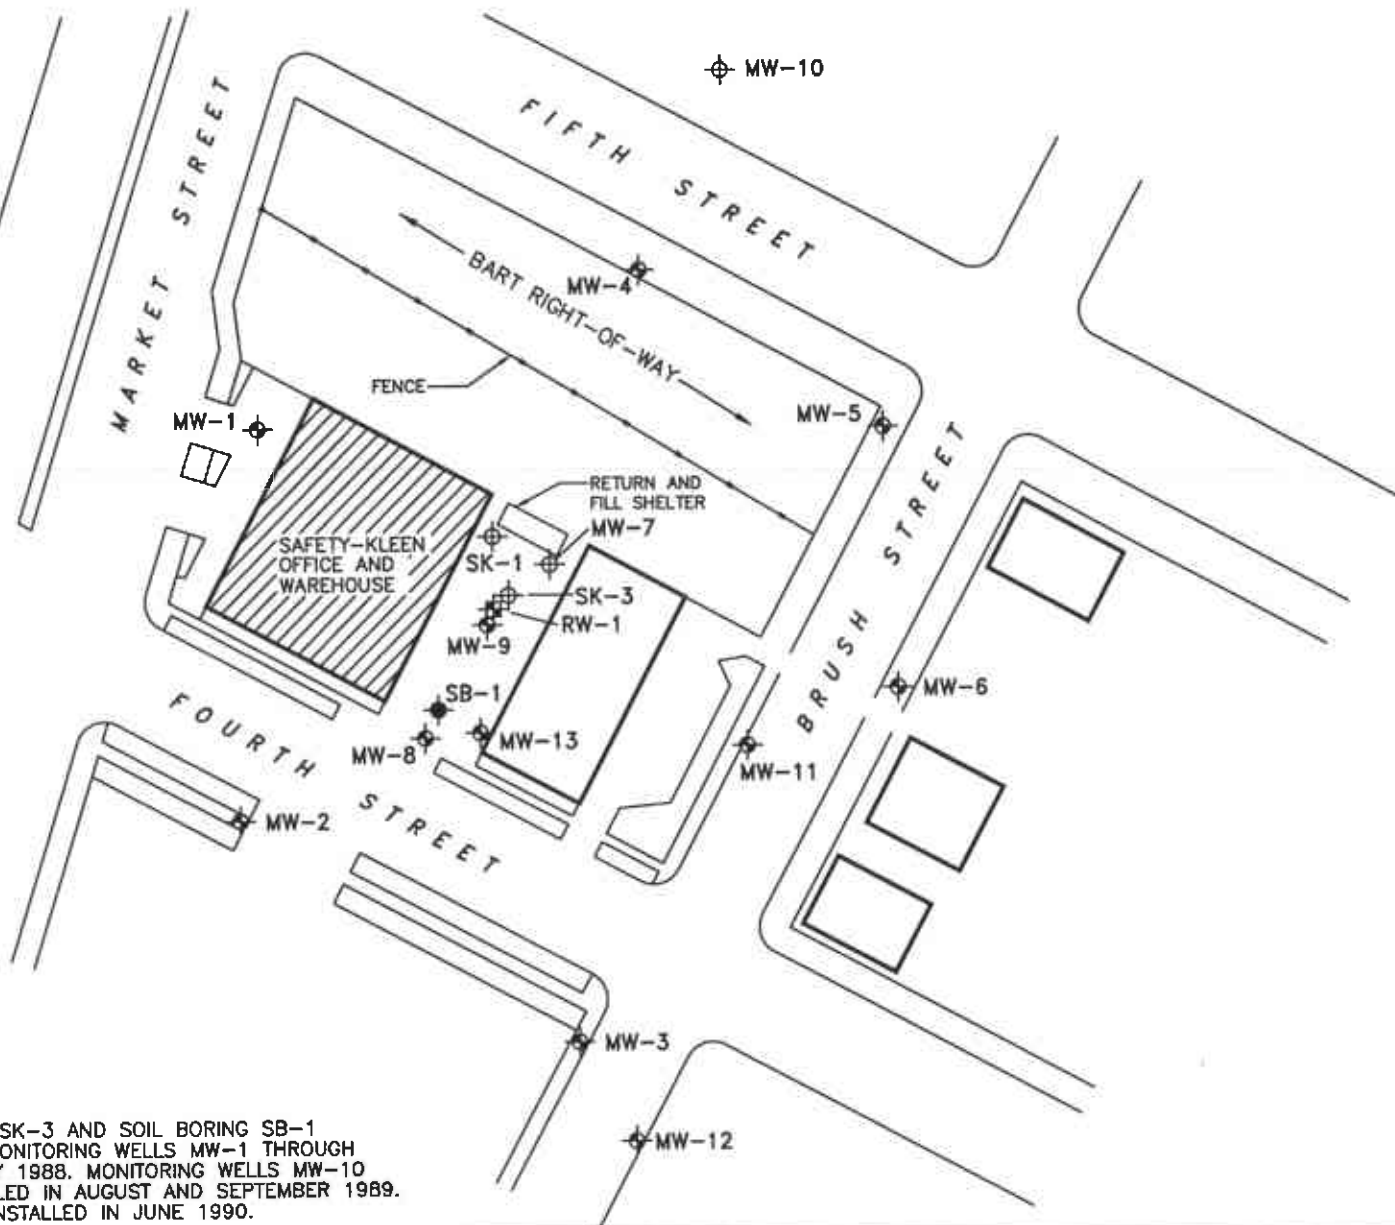 MW-10
FIFTH STREET
MARKET STREET
BART RIGHT-OF-WAY
MW-4
FENCE
MW-1
MW-5
RETURN AND
FILL SHELTER
MW-7
SAFETY-KLEEN
OFFICE AND
WAREHOUSE
SK-1
SK-3
RW-1
MW-9
BRUSH STREET
MW-6
SB-1
MW-8
MW-13
MW-11
FOURTH STREET
MW-2
MW-3
MW-12
SK-3 AND SOIL BORING SB-1
ONITORING WELLS MW-1 THROUGH
Y 1988. MONITORING WELLS MW-10
LED IN AUGUST AND SEPTEMBER 1989.
NSTALLED IN JUNE 1990.